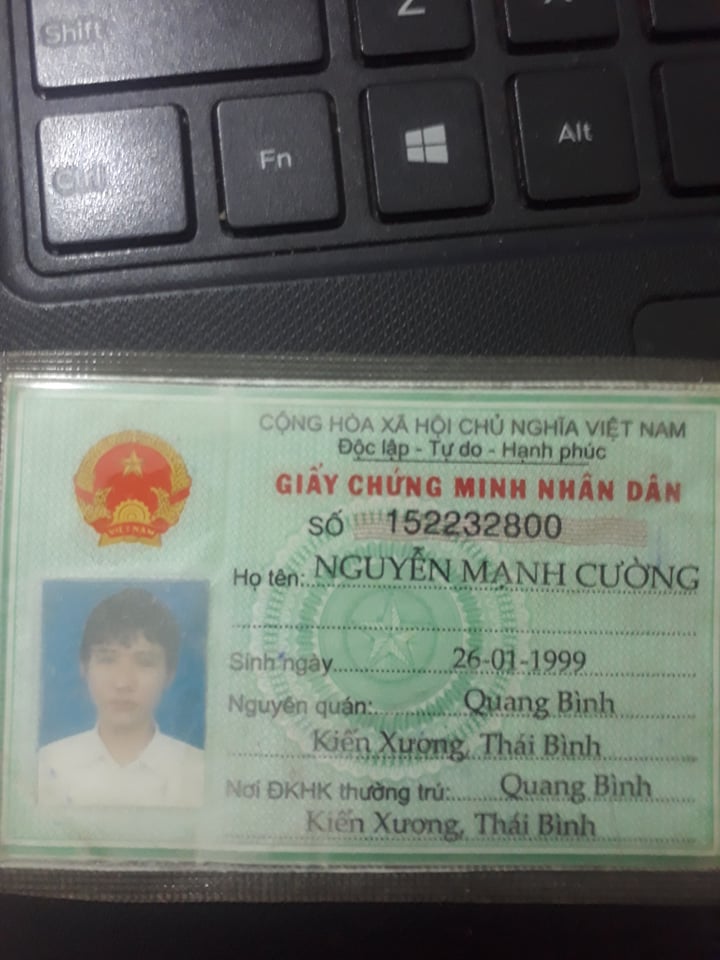 Shift
Z
Ctrl
Fn
Alt
CỘNG HÒA XÃ HỘI CHỦ NGHĨA VIỆT NAM
Độc lập - Tự do - Hạnh phúc
GIẤY CHỨNG MINH NHÂN DÂN
SỐ 152232800
Họ tên: NGUYỄN MẠNH CƯỜNG
Sinh ngày 26-01-1999
Nguyên quán: Quang Bình
Kiến Xương, Thái Bình
Nơi ĐKHK thường trú: Quang Bình
Kiến Xương, Thái Bình
VIỆT NAM